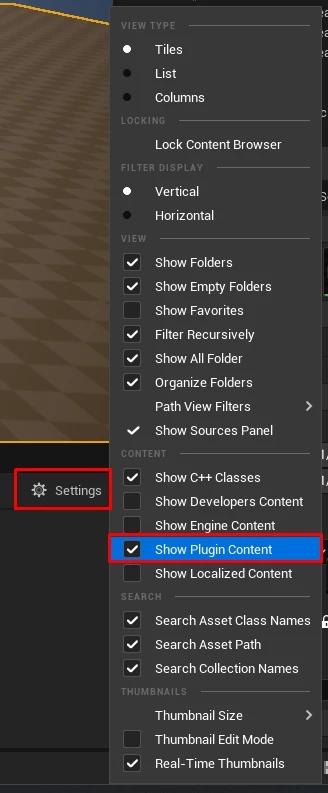 VIEW TYPE
Tiles
List
Columns
LOCKING
Lock Content Browser
FILTER DISPLAY
Vertical
Horizontal
VIEW
Show Folders
Show Empty Folders
Show Favorites
Filter Recursively
Show All Folder
Organize Folders
Path View Filters
Show Sources Panel
CONTENT
Show C++ Classes
Settings
Show Developers Content
Show Engine Content
Show Plugin Content
Show Localized Content
SEARCH
Search Asset Class Names
Search Asset Path
Search Collection Names
THUMBNAILS
Thumbnail Size
Thumbnail Edit Mode
Real-Time Thumbnails